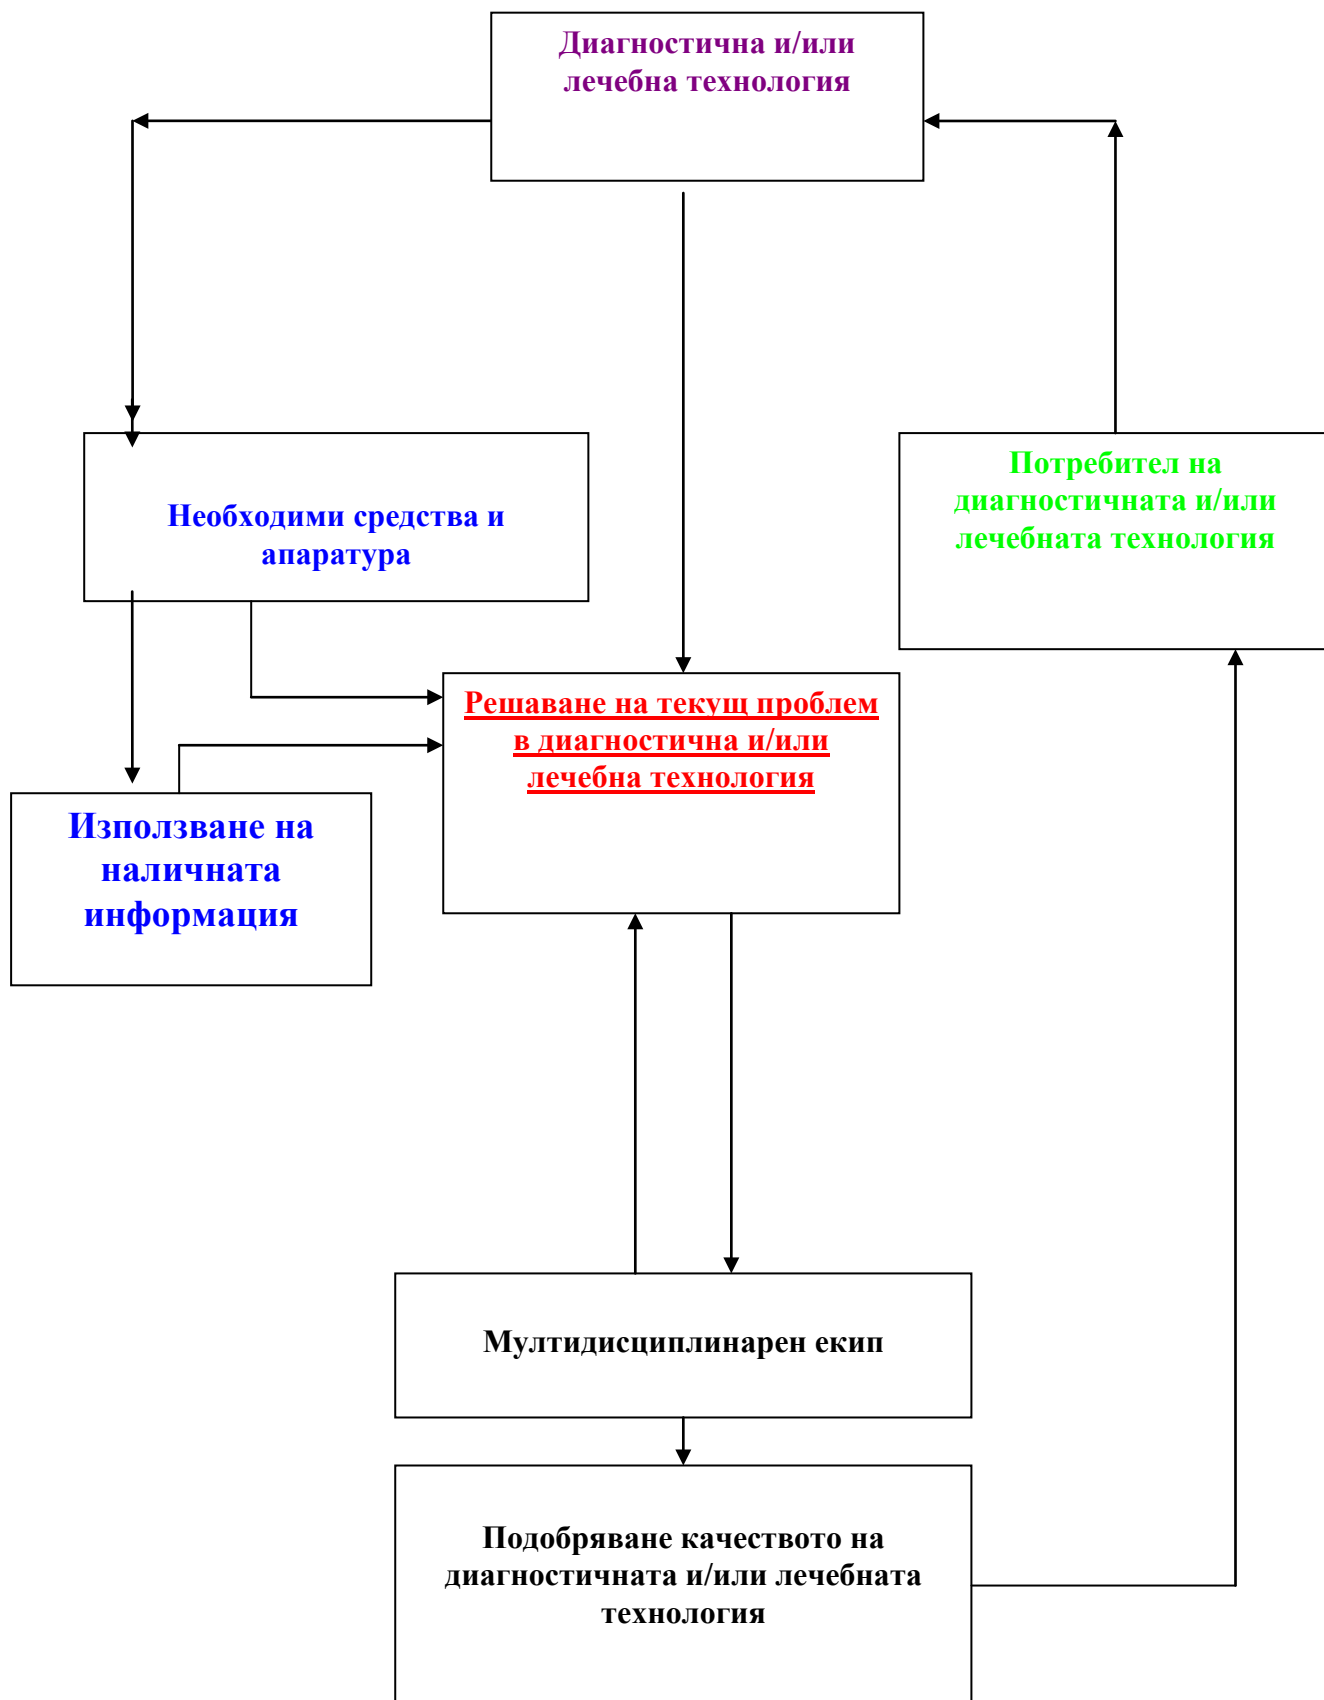 Диагностична и/или
лечебна технология
Необходими средства и
апаратура
Потребител на
диагностичната и/или
лечебната технология
Решаване на текущ проблем
в диагностична и/или
лечебна технология
Използване на
наличната
информация
Мултидисциплинарен екип
Подобряване качеството на
диагностичната и/или лечебната
технология